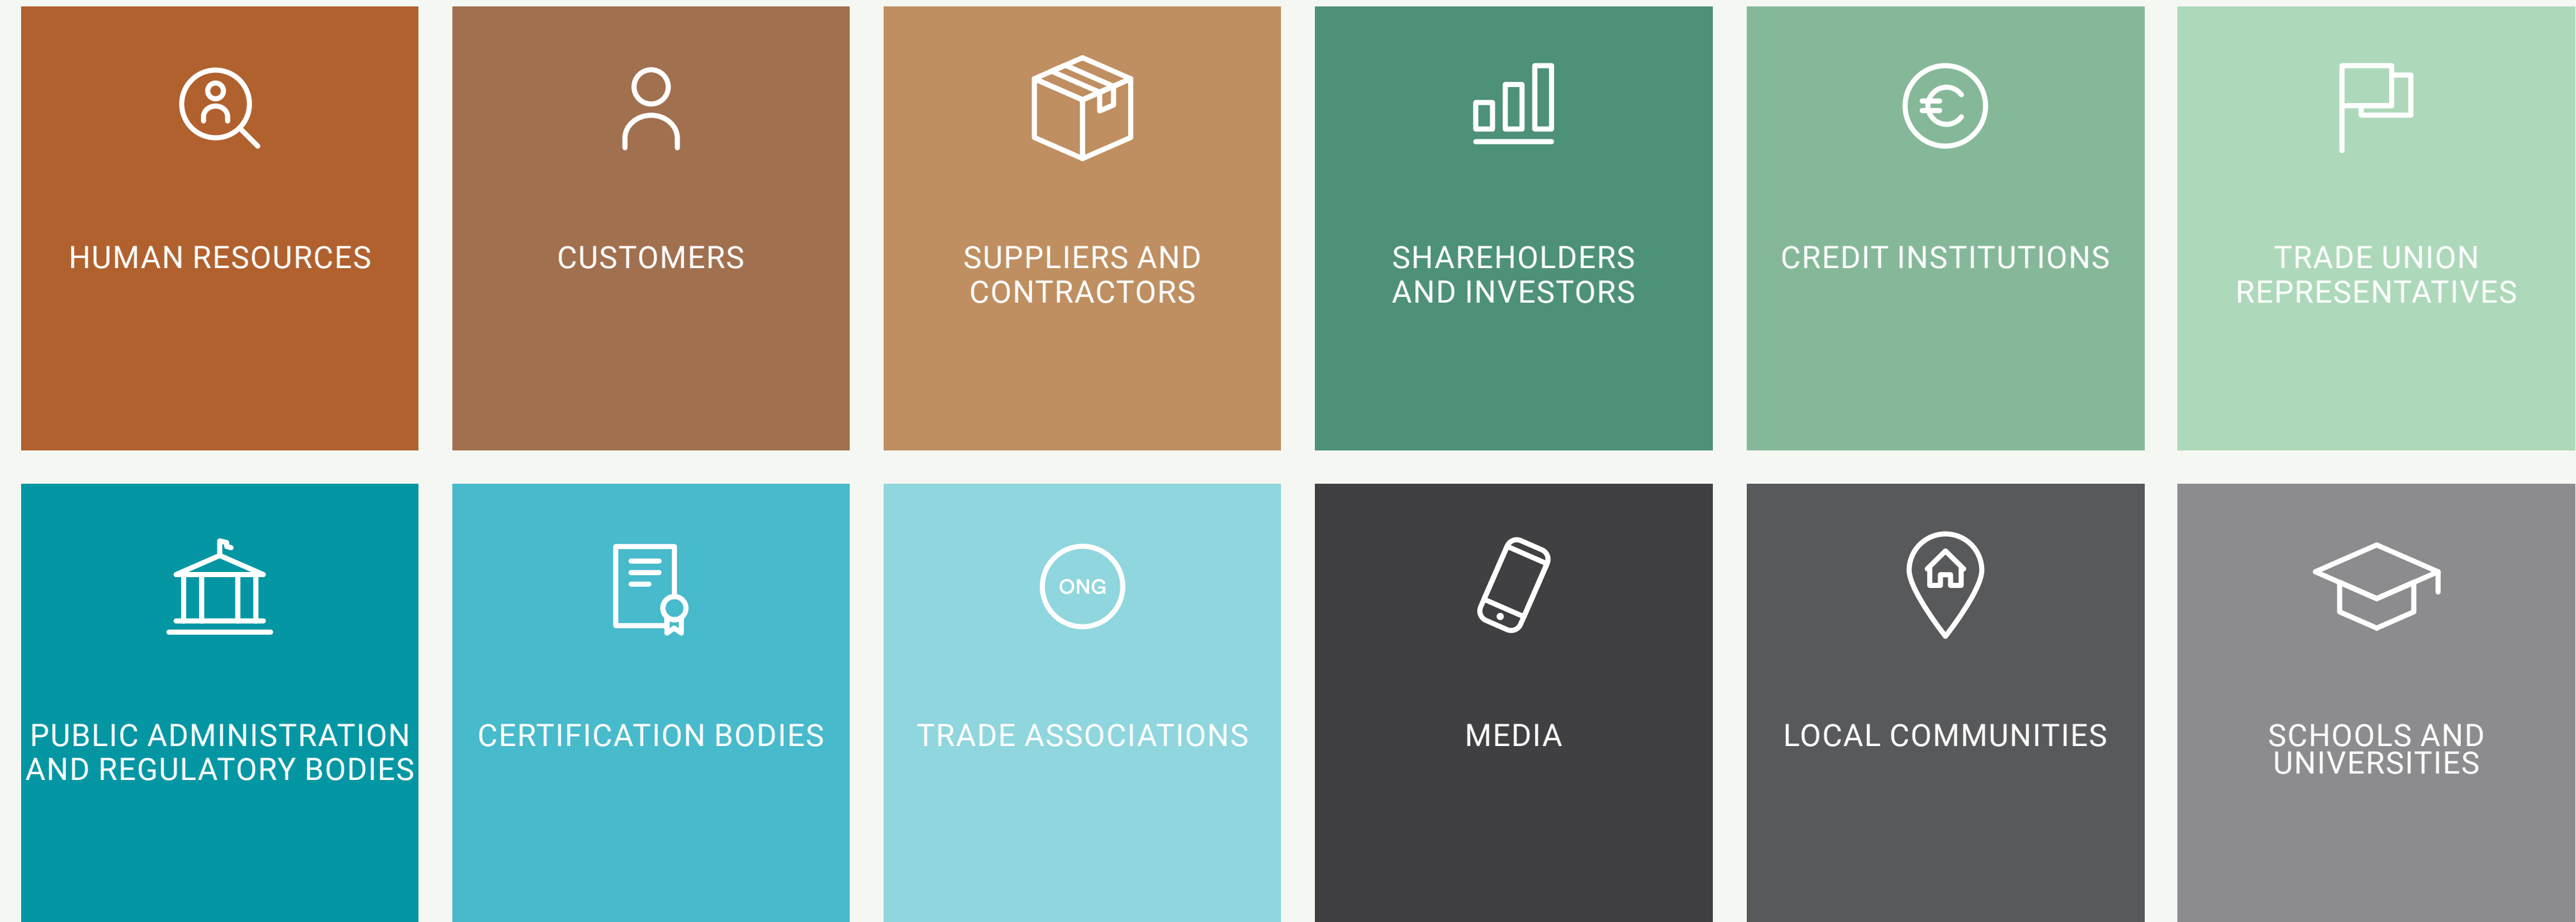 HUMAN RESOURCES
CUSTOMERS
SUPPLIERS AND
CONTRACTORS
SHAREHOLDERS
AND INVESTORS
€
CREDIT INSTITUTIONS
TRADE UNION
REPRESENTATIVES
PUBLIC ADMINISTRATION
AND REGULATORY BODIES
CERTIFICATION BODIES
ONG
TRADE ASSOCIATIONS
MEDIA
LOCAL COMMUNITIES
SCHOOLS AND
UNIVERSITIES